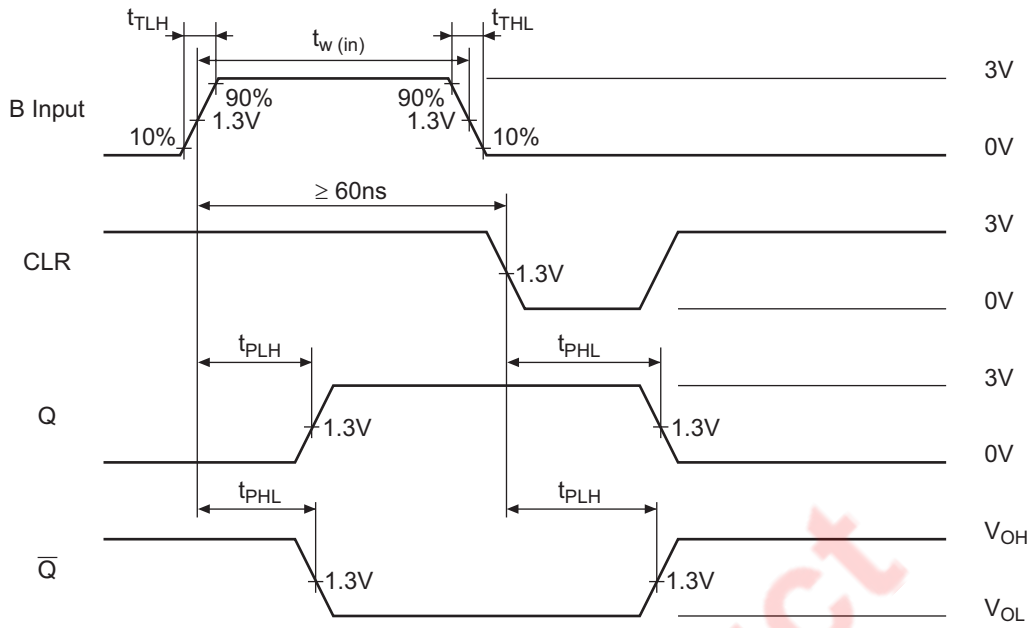 tTLH tw (in) tTHL
3V
90% 90%
B Input 1.3V 1.3V
10% 10%
0V
≥ 60ns
3V
CLR 1.3V
0V
tPLH tPHL
3V
Q 1.3V 1.3V
0V
tPHL tPLH
VOH
Q 1.3V 1.3V
VOL